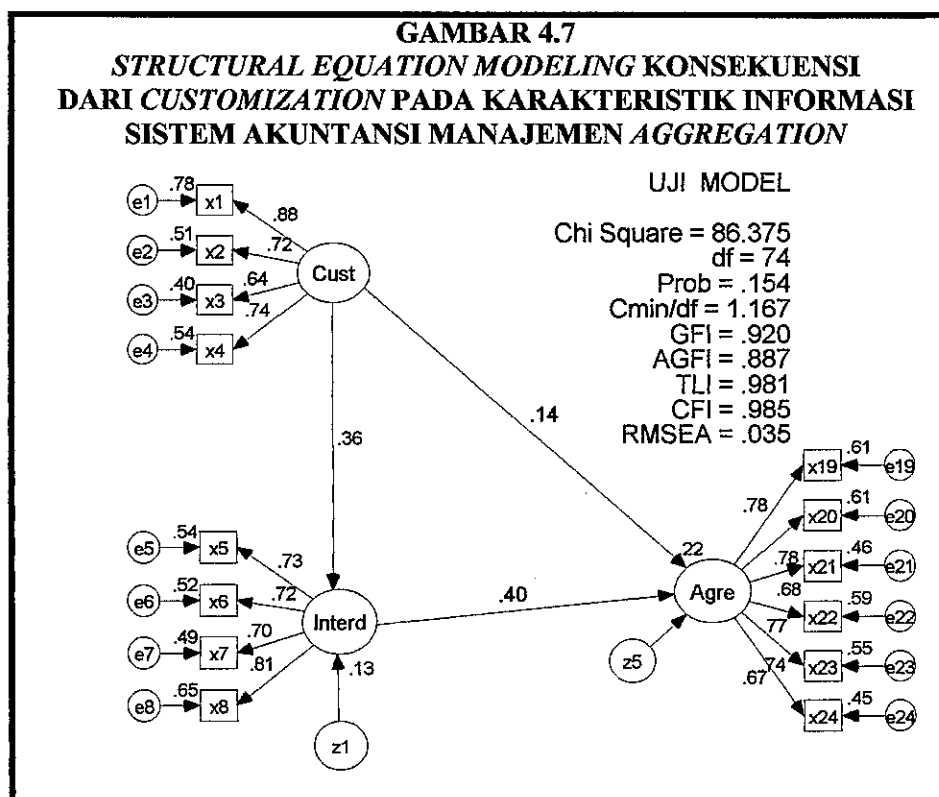 GAMBAR 4.7
STRUCTURAL EQUATION MODELING KONSEKUENSI
DARI CUSTOMIZATION PADA KARAKTERISTIK INFORMASI
SISTEM AKUNTANSI MANAJEMEN AGGREGATION
UJI MODEL
Chi Square = 86.375
df = 74
Prob = .154
Cmin/df = 1.167
GFI = .920
AGFI = .887
TLI = .981
CFI = .985
RMSEA = .035
e1 .78 x1 .88
e2 .51 x2 .72
e3 .40 x3 .64
e4 .54 x4 .74
Cust
.36
.14
e5 .54 x5 .73
e6 .52 x6 .72
e7 .49 x7 .70
e8 .65 x8 .81
Interd
.13
z1
.40
.22
Agre
z5
.78 x19 .61 e19
.78 x20 .61 e20
.68 x21 .46 e21
.77 x22 .59 e22
.74 x23 .55 e23
.67 x24 .45 e24